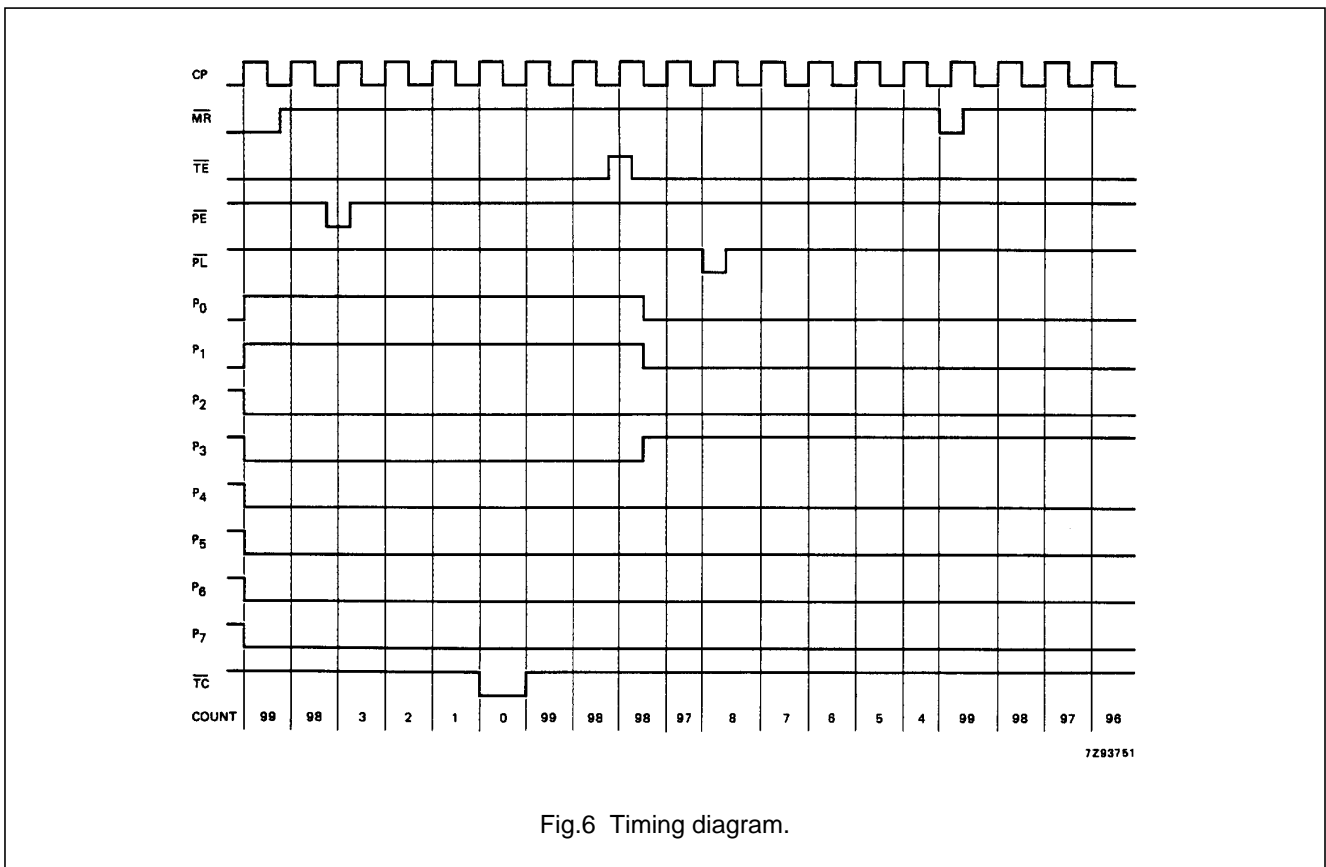 CP
MR
TE
PE
PL
P0
P1
P2
P3
P4
P5
P6
P7
TC
COUNT 99 98 3 2 1 0 99 98 98 97 8 7 6 5 4 99 98 97 96
7Z93751
Fig.6 Timing diagram.